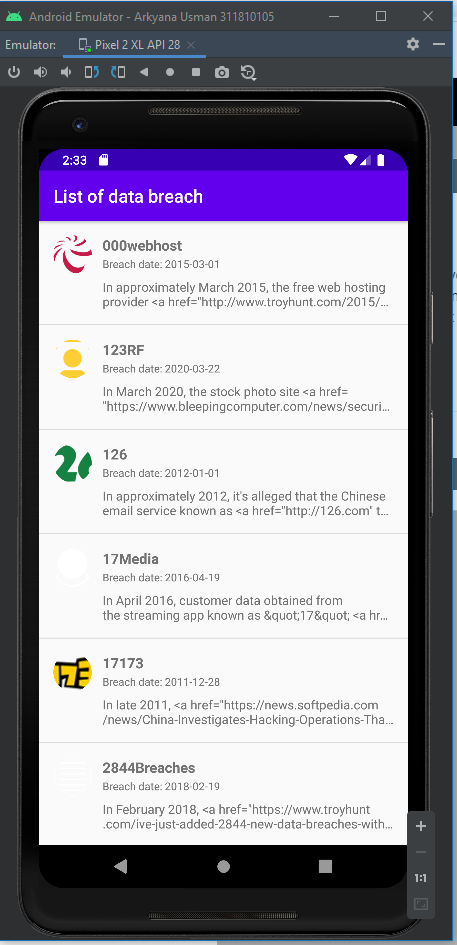 Android Emulator - Arkyana Usman 311810105
Emulator: Pixel 2 XL API 28
2:33
List of data breach
000webhost
Breach date: 2015-03-01
In approximately March 2015, the free web hosting
provider <a href="http://www.troyhunt.com/2015/...
123RF
Breach date: 2020-03-22
In March 2020, the stock photo site <a href=
"https://www.bleepingcomputer.com/news/securi...
126
Breach date: 2012-01-01
In approximately 2012, it's alleged that the Chinese
email service known as <a href="http://126.com" t...
17Media
Breach date: 2016-04-19
In April 2016, customer data obtained from
the streaming app known as &quot;17&quot; <a hr...
17173
Breach date: 2011-12-28
In late 2011, <a href="https://news.softpedia.com
/news/China-Investigates-Hacking-Operations-Tha...
2844Breaches
Breach date: 2018-02-19
In February 2018, <a href="https://www.troyhunt
.com/ive-just-added-2844-new-data-breaches-with...
1:1